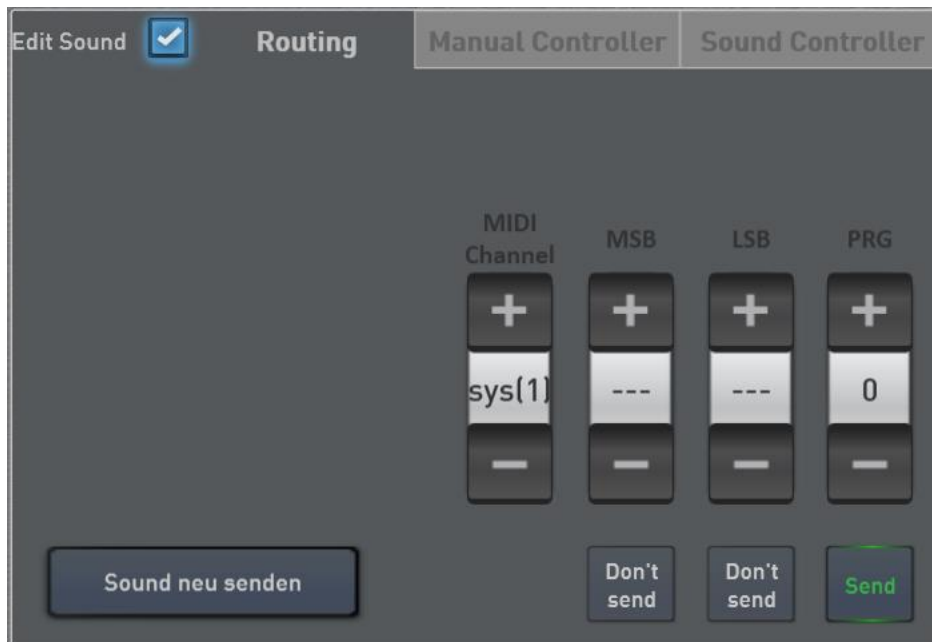 Edit Sound Routing Manual Controller Sound Controller
MIDI
Channel MSB LSB PRG
+ + + +
sys(1) --- --- 0
− − − −
Sound neu senden
Don't
send
Don't
send
Send